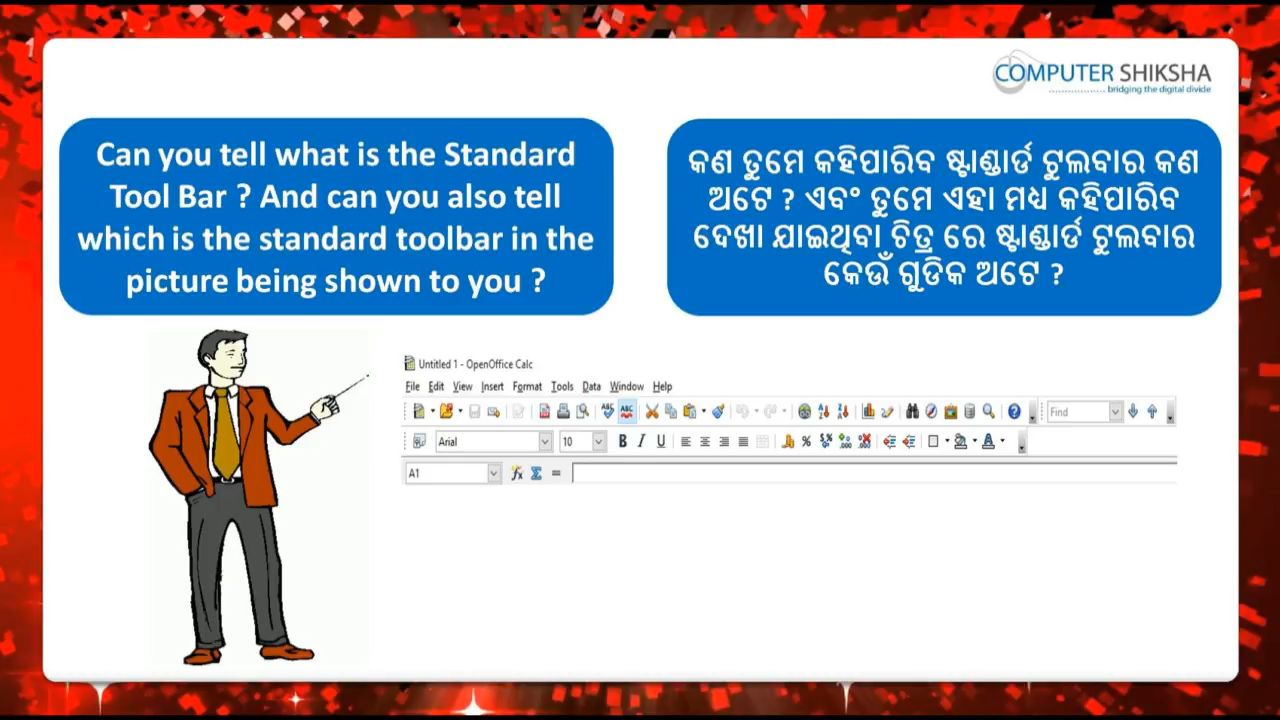 COMPUTER SHIKSHA
bridging the digital divide
Can you tell what is the Standard
Tool Bar ? And can you also tell
which is the standard toolbar in the
picture being shown to you ?
କଣ ତୁମେ କହିପାରିବ ଷ୍ଟାଣ୍ଡାର୍ଡ ଟୁଲବାର କଣ
ଅଟେ ? ଏବଂ ତୁମେ ଏହା ମଧ୍ୟ କହିପାରିବ
ଦେଖା ଯାଇଥିବା ଚିତ୍ର ରେ ଷ୍ଟାଣ୍ଡାର୍ଡ ଟୁଲବାର
କେଉଁ ଗୁଡିକ ଅଟେ ?
Untitled 1 - OpenOffice Calc
File Edit View Insert Format Tools Data Window Help
ABC ABC Find
Arial 10 B I U
A1